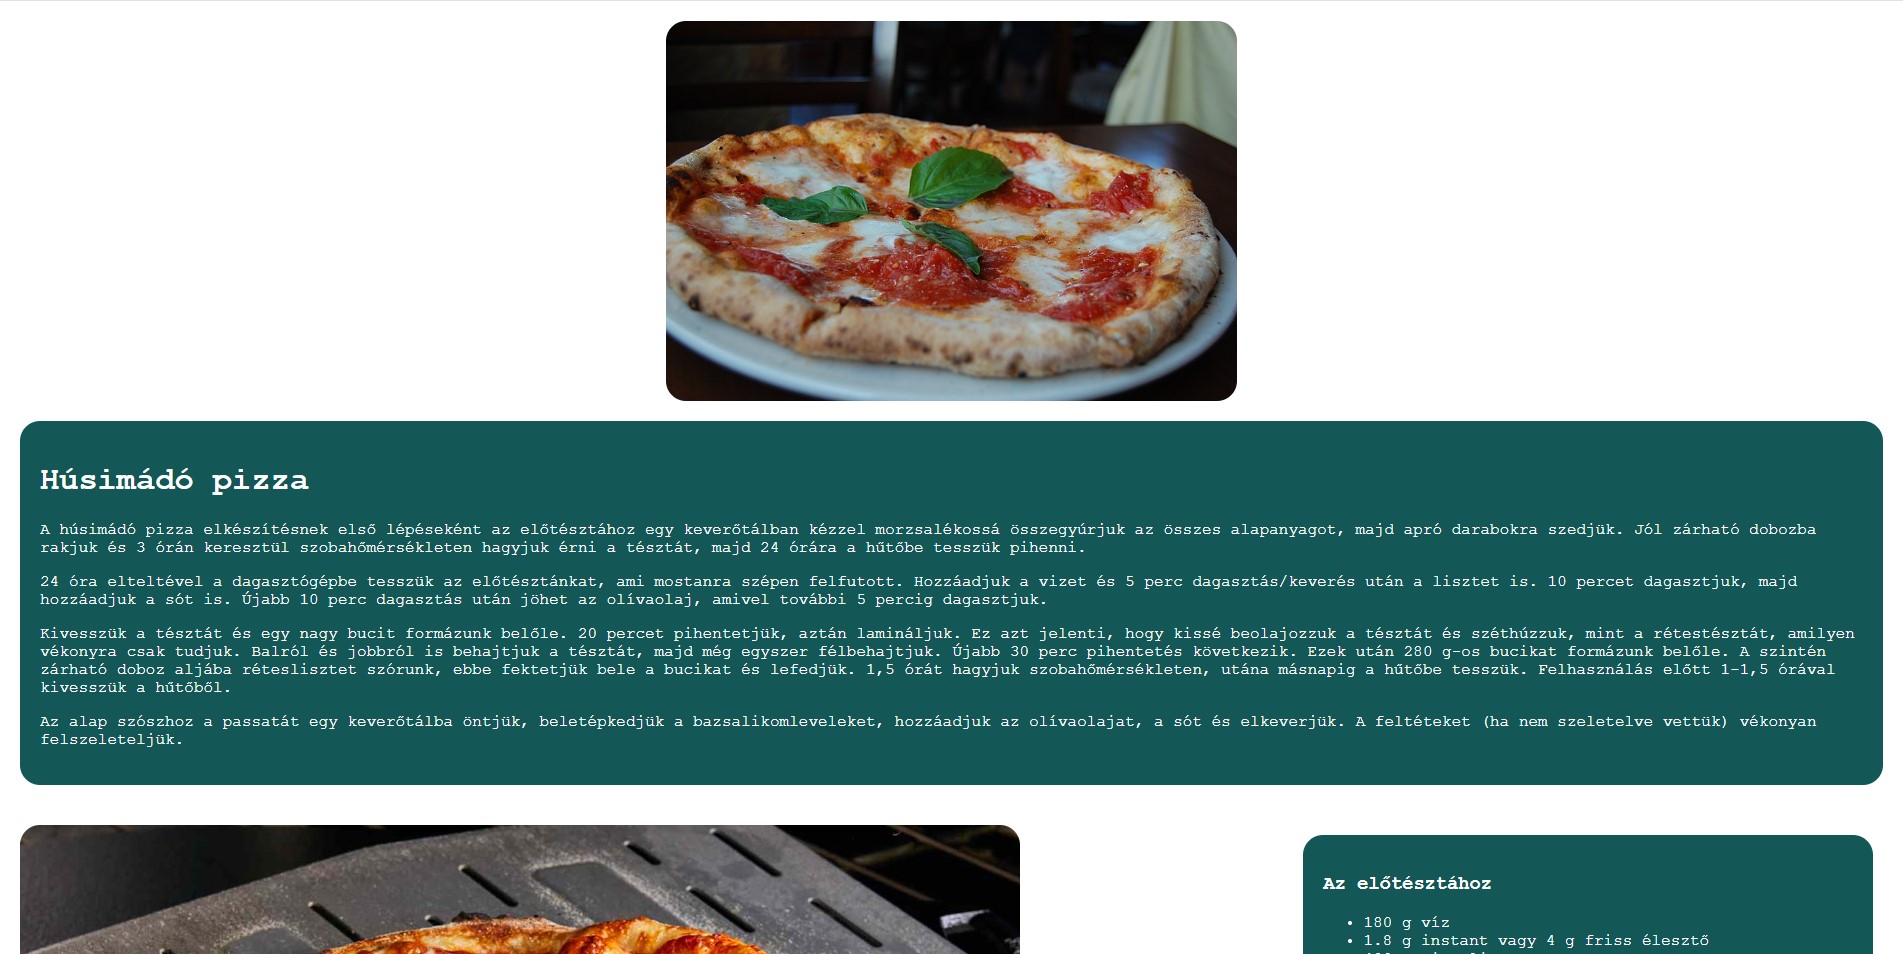 Húsimádó pizza
A húsimádó pizza elkészítésnek első lépéseként az előtésztához egy keverőtálban kézzel morzsalékossá összegyúrjuk az összes alapanyagot, majd apró darabokra szedjük. Jól zárható dobozba
rakjuk és 3 órán keresztül szobahőmérsékleten hagyjuk érni a tésztát, majd 24 órára a hűtőbe tesszük pihenni.
24 óra elteltével a dagasztógépbe tesszük az előtésztánkat, ami mostanra szépen felfutott. Hozzáadjuk a vizet és 5 perc dagasztás/keverés után a lisztet is. 10 percet dagasztjuk, majd
hozzáadjuk a sót is. Újabb 10 perc dagasztás után jöhet az olívaolaj, amivel további 5 percig dagasztjuk.
Kivesszük a tésztát és egy nagy bucit formázunk belőle. 20 percet pihentetjük, aztán lamináljuk. Ez azt jelenti, hogy kissé beolajozzuk a tésztát és széthúzzuk, mint a rétestésztát, amilyen
vékonyra csak tudjuk. Balról és jobbról is behajtjuk a tésztát, majd még egyszer félbehajtjuk. Újabb 30 perc pihentetés következik. Ezek után 280 g-os bucikat formázunk belőle. A szintén
zárható doboz aljába réteslisztet szórunk, ebbe fektetjük bele a bucikat és lefedjük. 1,5 órát hagyjuk szobahőmérsékleten, utána másnapig a hűtőbe tesszük. Felhasználás előtt 1-1,5 órával
kivesszük a hűtőből.
Az alap szószhoz a passatát egy keverőtálba öntjük, beletépkedjük a bazsalikomleveleket, hozzáadjuk az olívaolajat, a sót és elkeverjük. A feltéteket (ha nem szeletelve vettük) vékonyan
felszeleteljük.
Az előtésztához
• 180 g víz
• 1.8 g instant vagy 4 g friss élesztő